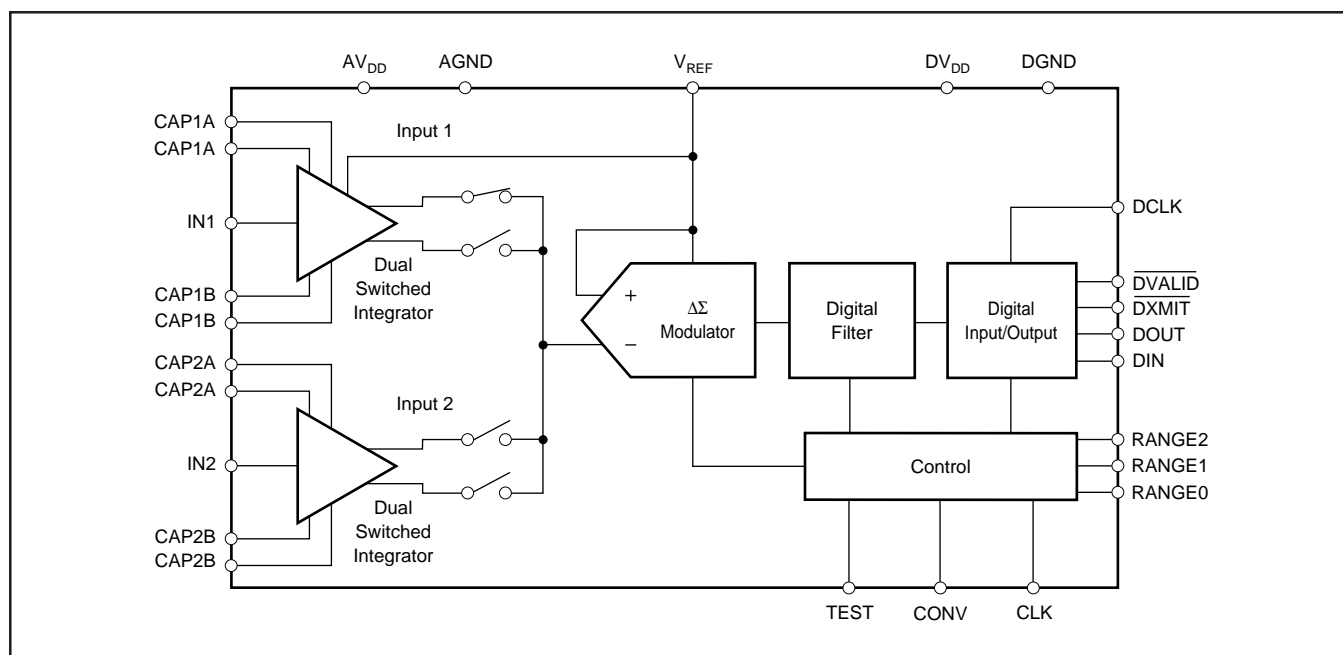 AVDD
AGND
VREF
DVDD
DGND
CAP1A
CAP1A
Input 1
IN1
DCLK
Dual
Switched
Integrator
CAP1B
CAP1B
+
−
ΔΣ
Modulator
Digital
Filter
Digital
Input/Output
DVALID
DXMIT
DOUT
DIN
CAP2A
CAP2A
Input 2
IN2
Dual
Switched
Integrator
CAP2B
CAP2B
Control
RANGE2
RANGE1
RANGE0
TEST
CONV
CLK